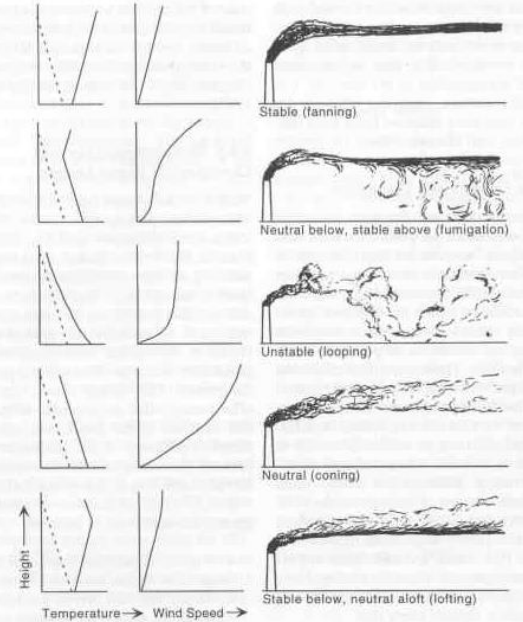 Stable (fanning)
Neutral below, stable above (fumigation)
Unstable (looping)
Neutral (coning)
Height →
Stable below, neutral aloft (lofting)
Temperature → Wind Speed →